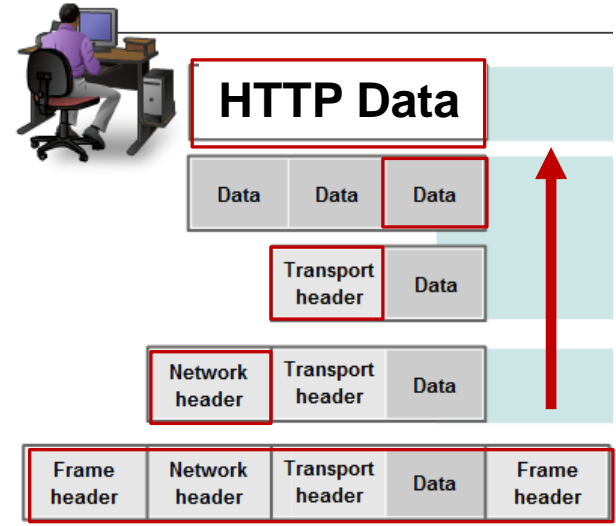 HTTP Data
Data Data Data
Transport
header
Data
Network
header
Transport
header
Data
Frame
header
Network
header
Transport
header
Data
Frame
header